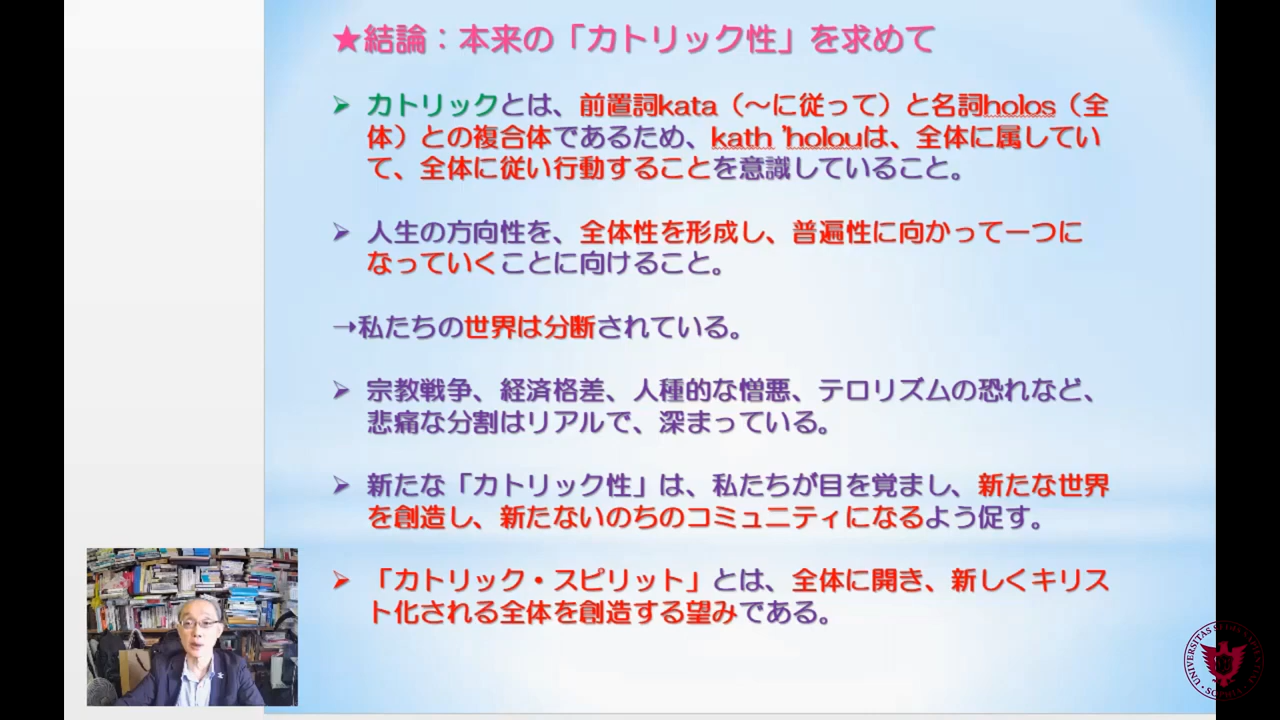 ★結論：本来の「カトリック性」を求めて
➢ カトリックとは、前置詞kata（～に従って）と名詞holos（全
体）との複合体であるため、kath 'holouは、全体に属してい
て、全体に従い行動することを意識していること。
➢ 人生の方向性を、全体性を形成し、普遍性に向かって一つに
なっていくことに向けること。
→私たちの世界は分断されている。
➢ 宗教戦争、経済格差、人種的な憎悪、テロリズムの恐れなど、
悲痛な分割はリアルで、深まっている。
➢ 新たな「カトリック性」は、私たちが目を覚まし、新たな世界
を創造し、新たないのちのコミュニティになるよう促す。
➢ 「カトリック・スピリット」とは、全体に開き、新しくキリス
ト化される全体を創造する望みである。